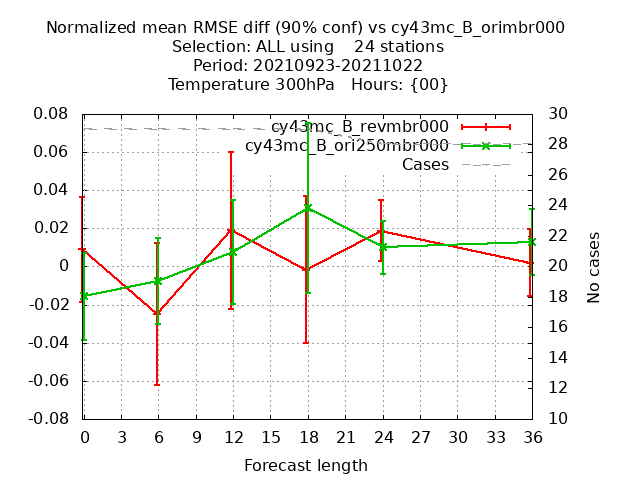 Normalized mean RMSE diff (90% conf) vs cy43mc_B_orimbr000
Selection: ALL using 24 stations
Period: 20210923-20211022
Temperature 300hPa Hours: {00}
cy43mc_B_revmbr000
cy43mc_B_ori250mbr000
Cases
0.08
0.06
0.04
0.02
0
-0.02
-0.04
-0.06
-0.08
30
28
26
24
22
20
18
16
14
12
10
No cases
0 3 6 9 12 15 18 21 24 27 30 33 36
Forecast length